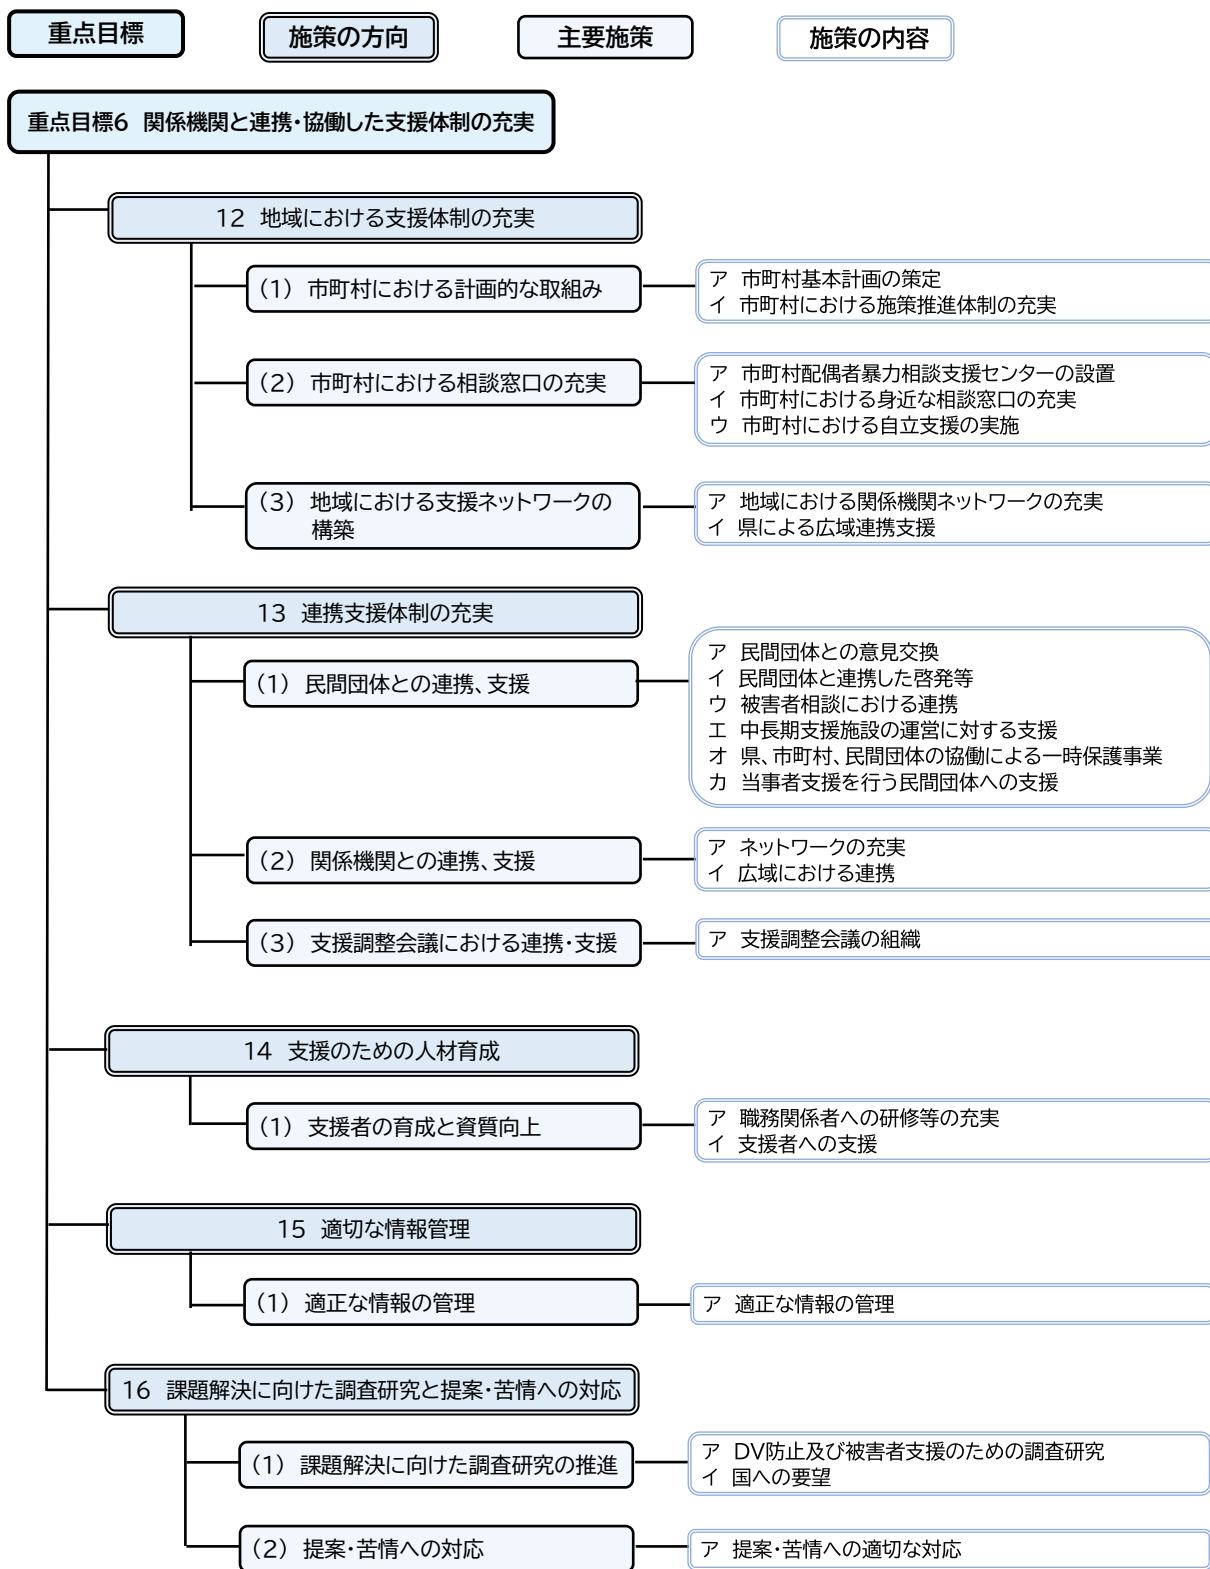 重点目標
施策の方向
主要施策
施策の内容
重点目標6 関係機関と連携・協働した支援体制の充実
12 地域における支援体制の充実
(1) 市町村における計画的な取組み
ア 市町村基本計画の策定
イ 市町村における施策推進体制の充実
(2) 市町村における相談窓口の充実
ア 市町村配偶者暴力相談支援センターの設置
イ 市町村における身近な相談窓口の充実
ウ 市町村における自立支援の実施
(3) 地域における支援ネットワークの
構築
ア 地域における関係機関ネットワークの充実
イ 県による広域連携支援
13 連携支援体制の充実
(1) 民間団体との連携、支援
ア 民間団体との意見交換
イ 民間団体と連携した啓発等
ウ 被害者相談における連携
エ 中長期支援施設の運営に対する支援
オ 県、市町村、民間団体の協働による一時保護事業
カ 当事者支援を行う民間団体への支援
(2) 関係機関との連携、支援
ア ネットワークの充実
イ 広域における連携
(3) 支援調整会議における連携・支援
ア 支援調整会議の組織
14 支援のための人材育成
(1) 支援者の育成と資質向上
ア 職務関係者への研修等の充実
イ 支援者への支援
15 適切な情報管理
(1) 適正な情報の管理
ア 適正な情報の管理
16 課題解決に向けた調査研究と提案・苦情への対応
(1) 課題解決に向けた調査研究の推進
ア DV防止及び被害者支援のための調査研究
イ 国への要望
(2) 提案・苦情への対応
ア 提案・苦情への適切な対応